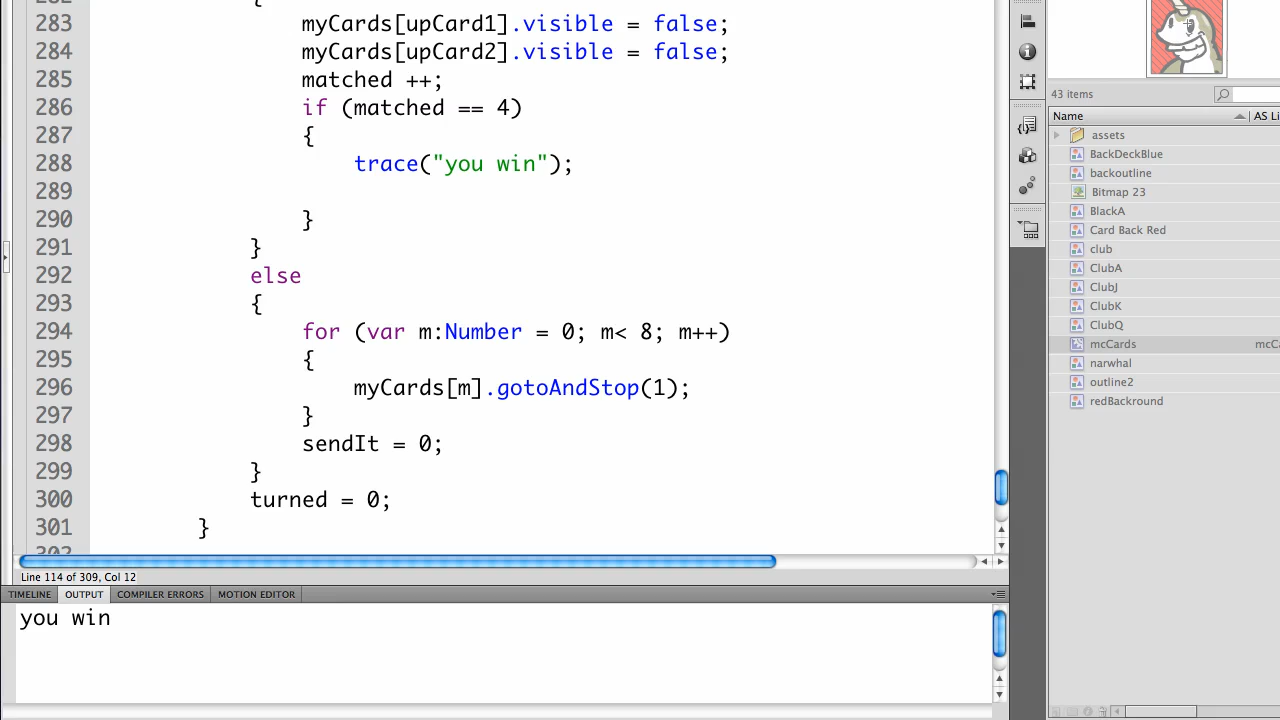 282 {
283 myCards[upCard1].visible = false;
284 myCards[upCard2].visible = false;
285 matched ++;
286 if (matched == 4)
287 {
288 trace("you win");
289
290 }
291 }
292 else
293 {
294 for (var m:Number = 0; m< 8; m++)
295 {
296 myCards[m].gotoAndStop(1);
297 }
298 sendIt = 0;
299 }
300 turned = 0;
301 }
302
Line 114 of 309, Col 12
TIMELINE OUTPUT COMPILER ERRORS MOTION EDITOR
you win
43 items
Name AS Li
assets
BackDeckBlue
backoutline
Bitmap 23
BlackA
Card Back Red
club
ClubA
ClubJ
ClubK
ClubQ
mcCards mcCa
narwhal
outline2
redBackround